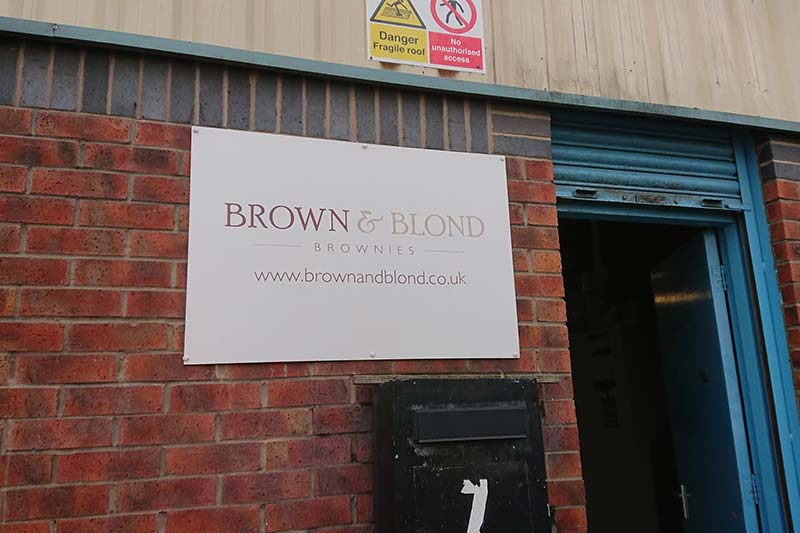 Danger
Fragile roof
No
unauthorised
access
BROWN & BLOND
BROWNIES
www.brownandblond.co.uk
7